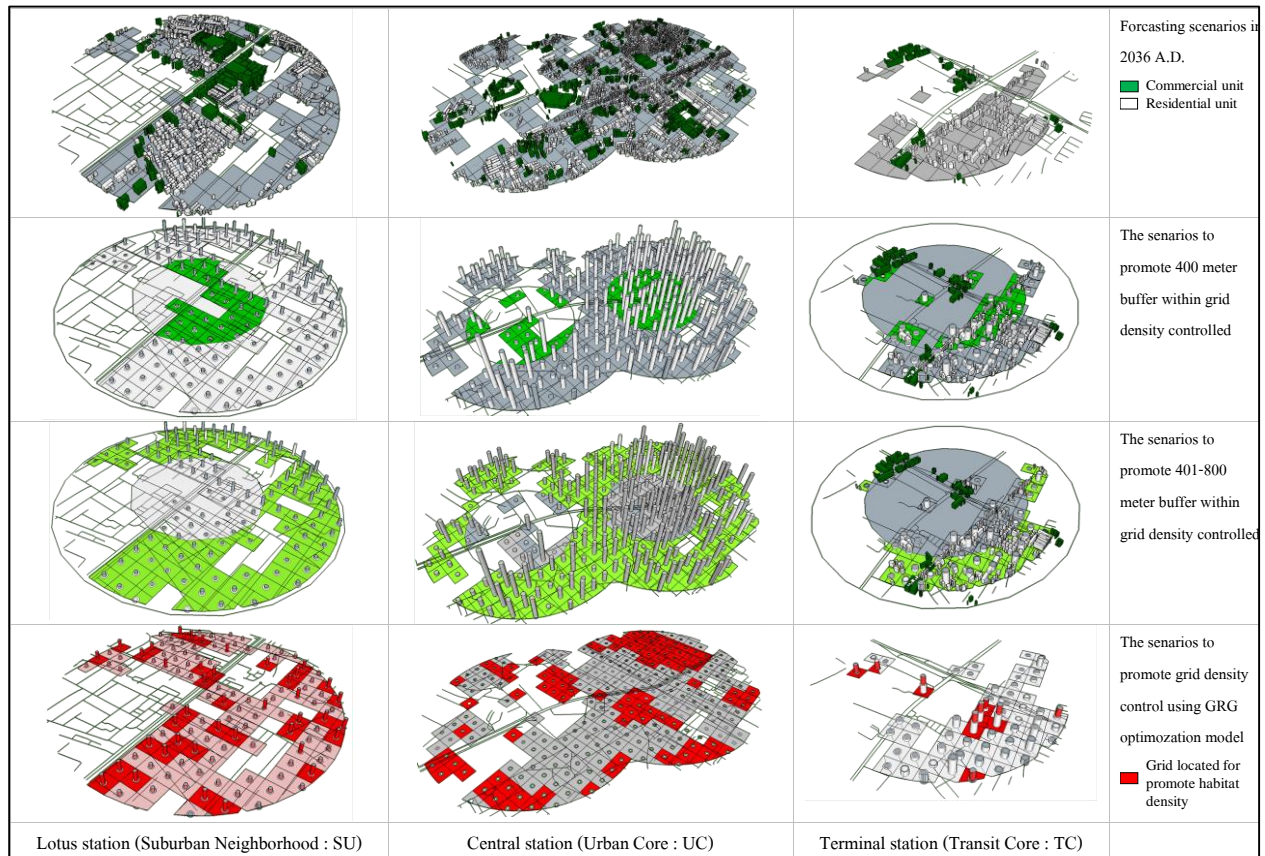 Forcasting scenarios in
2036 A.D.
Commercial unit
Residential unit
The senarios to
promote 400 meter
buffer within grid
density controlled
The senarios to
promote 401-800
meter buffer within
grid density controlled
The senarios to
promote grid density
control using GRG
optimozation model
Grid located for
promote habitat
density
Lotus station (Suburban Neighborhood : SU)
Central station (Urban Core : UC)
Terminal station (Transit Core : TC)